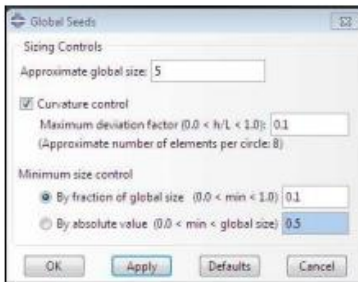 Global Seeds
Sizing Controls
Approximate global size: 5
Curvature control
Maximum deviation factor (0.0 < h/L < 1.0): 0.1
(Approximate number of elements per circle: 8)
Minimum size control
By fraction of global size (0.0 < min < 1.0) 0.1
By absolute value (0.0 < min < global size) 0.5
OK Apply Defaults Cancel